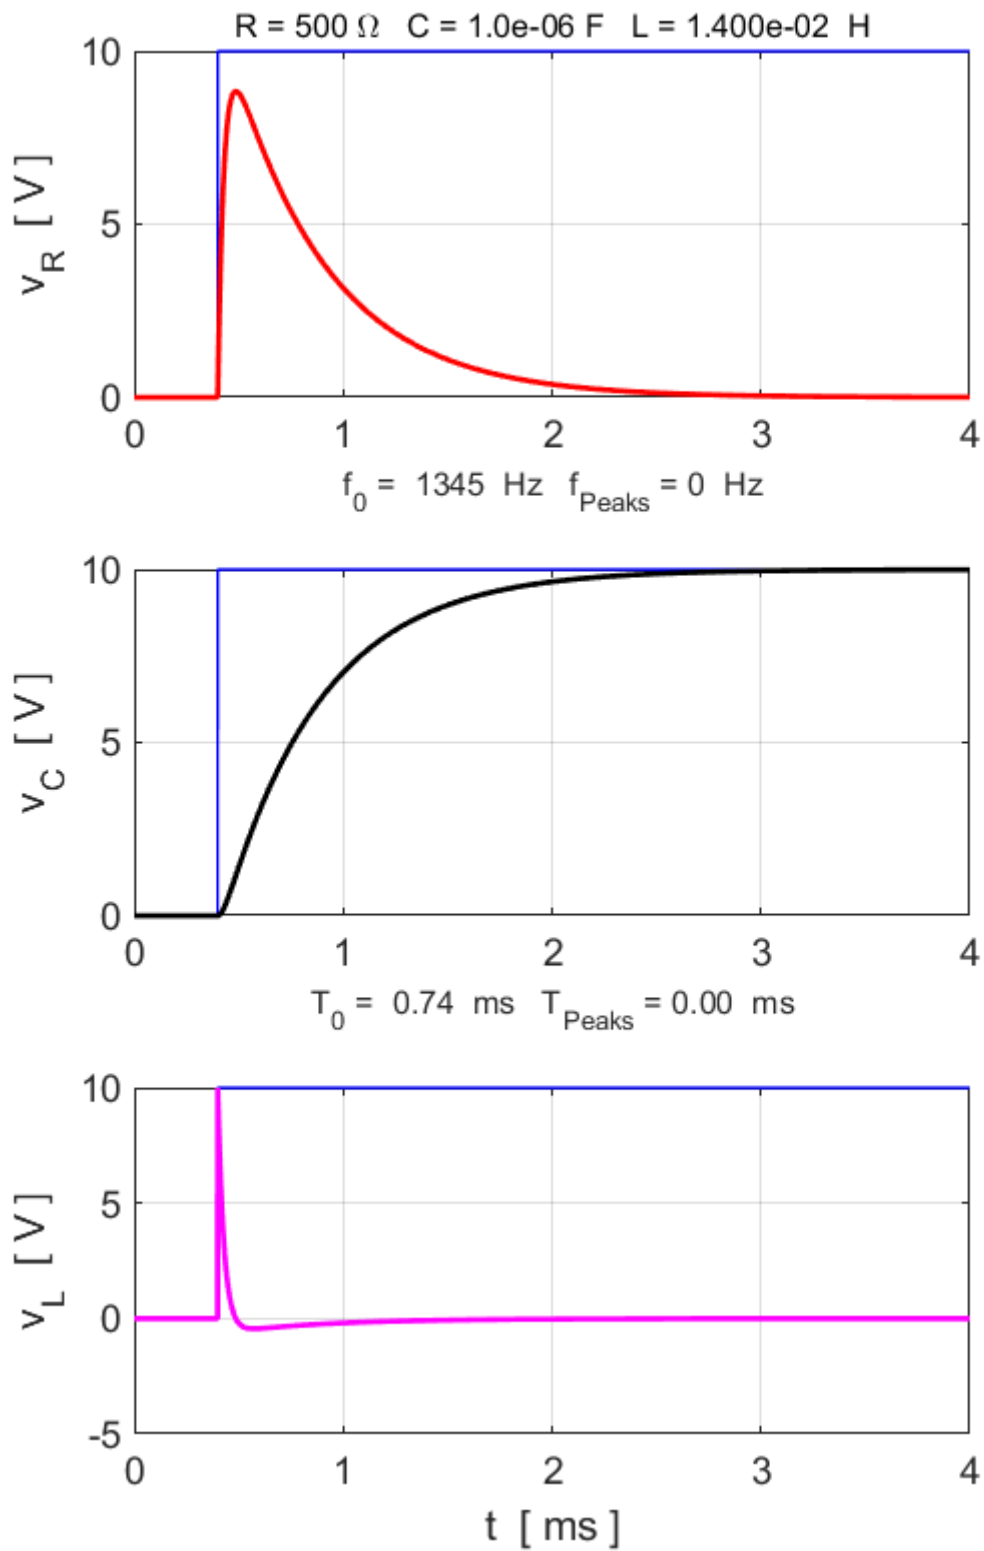 R = 500 Ω C = 1.0e-06 F L = 1.400e-02 H
10
5
0
v_R [ V ]
0 1 2 3 4
f_0 = 1345 Hz f_Peaks = 0 Hz
10
5
0
v_C [ V ]
0 1 2 3 4
T_0 = 0.74 ms T_Peaks = 0.00 ms
10
5
0
-5
v_L [ V ]
0 1 2 3 4
t [ ms ]